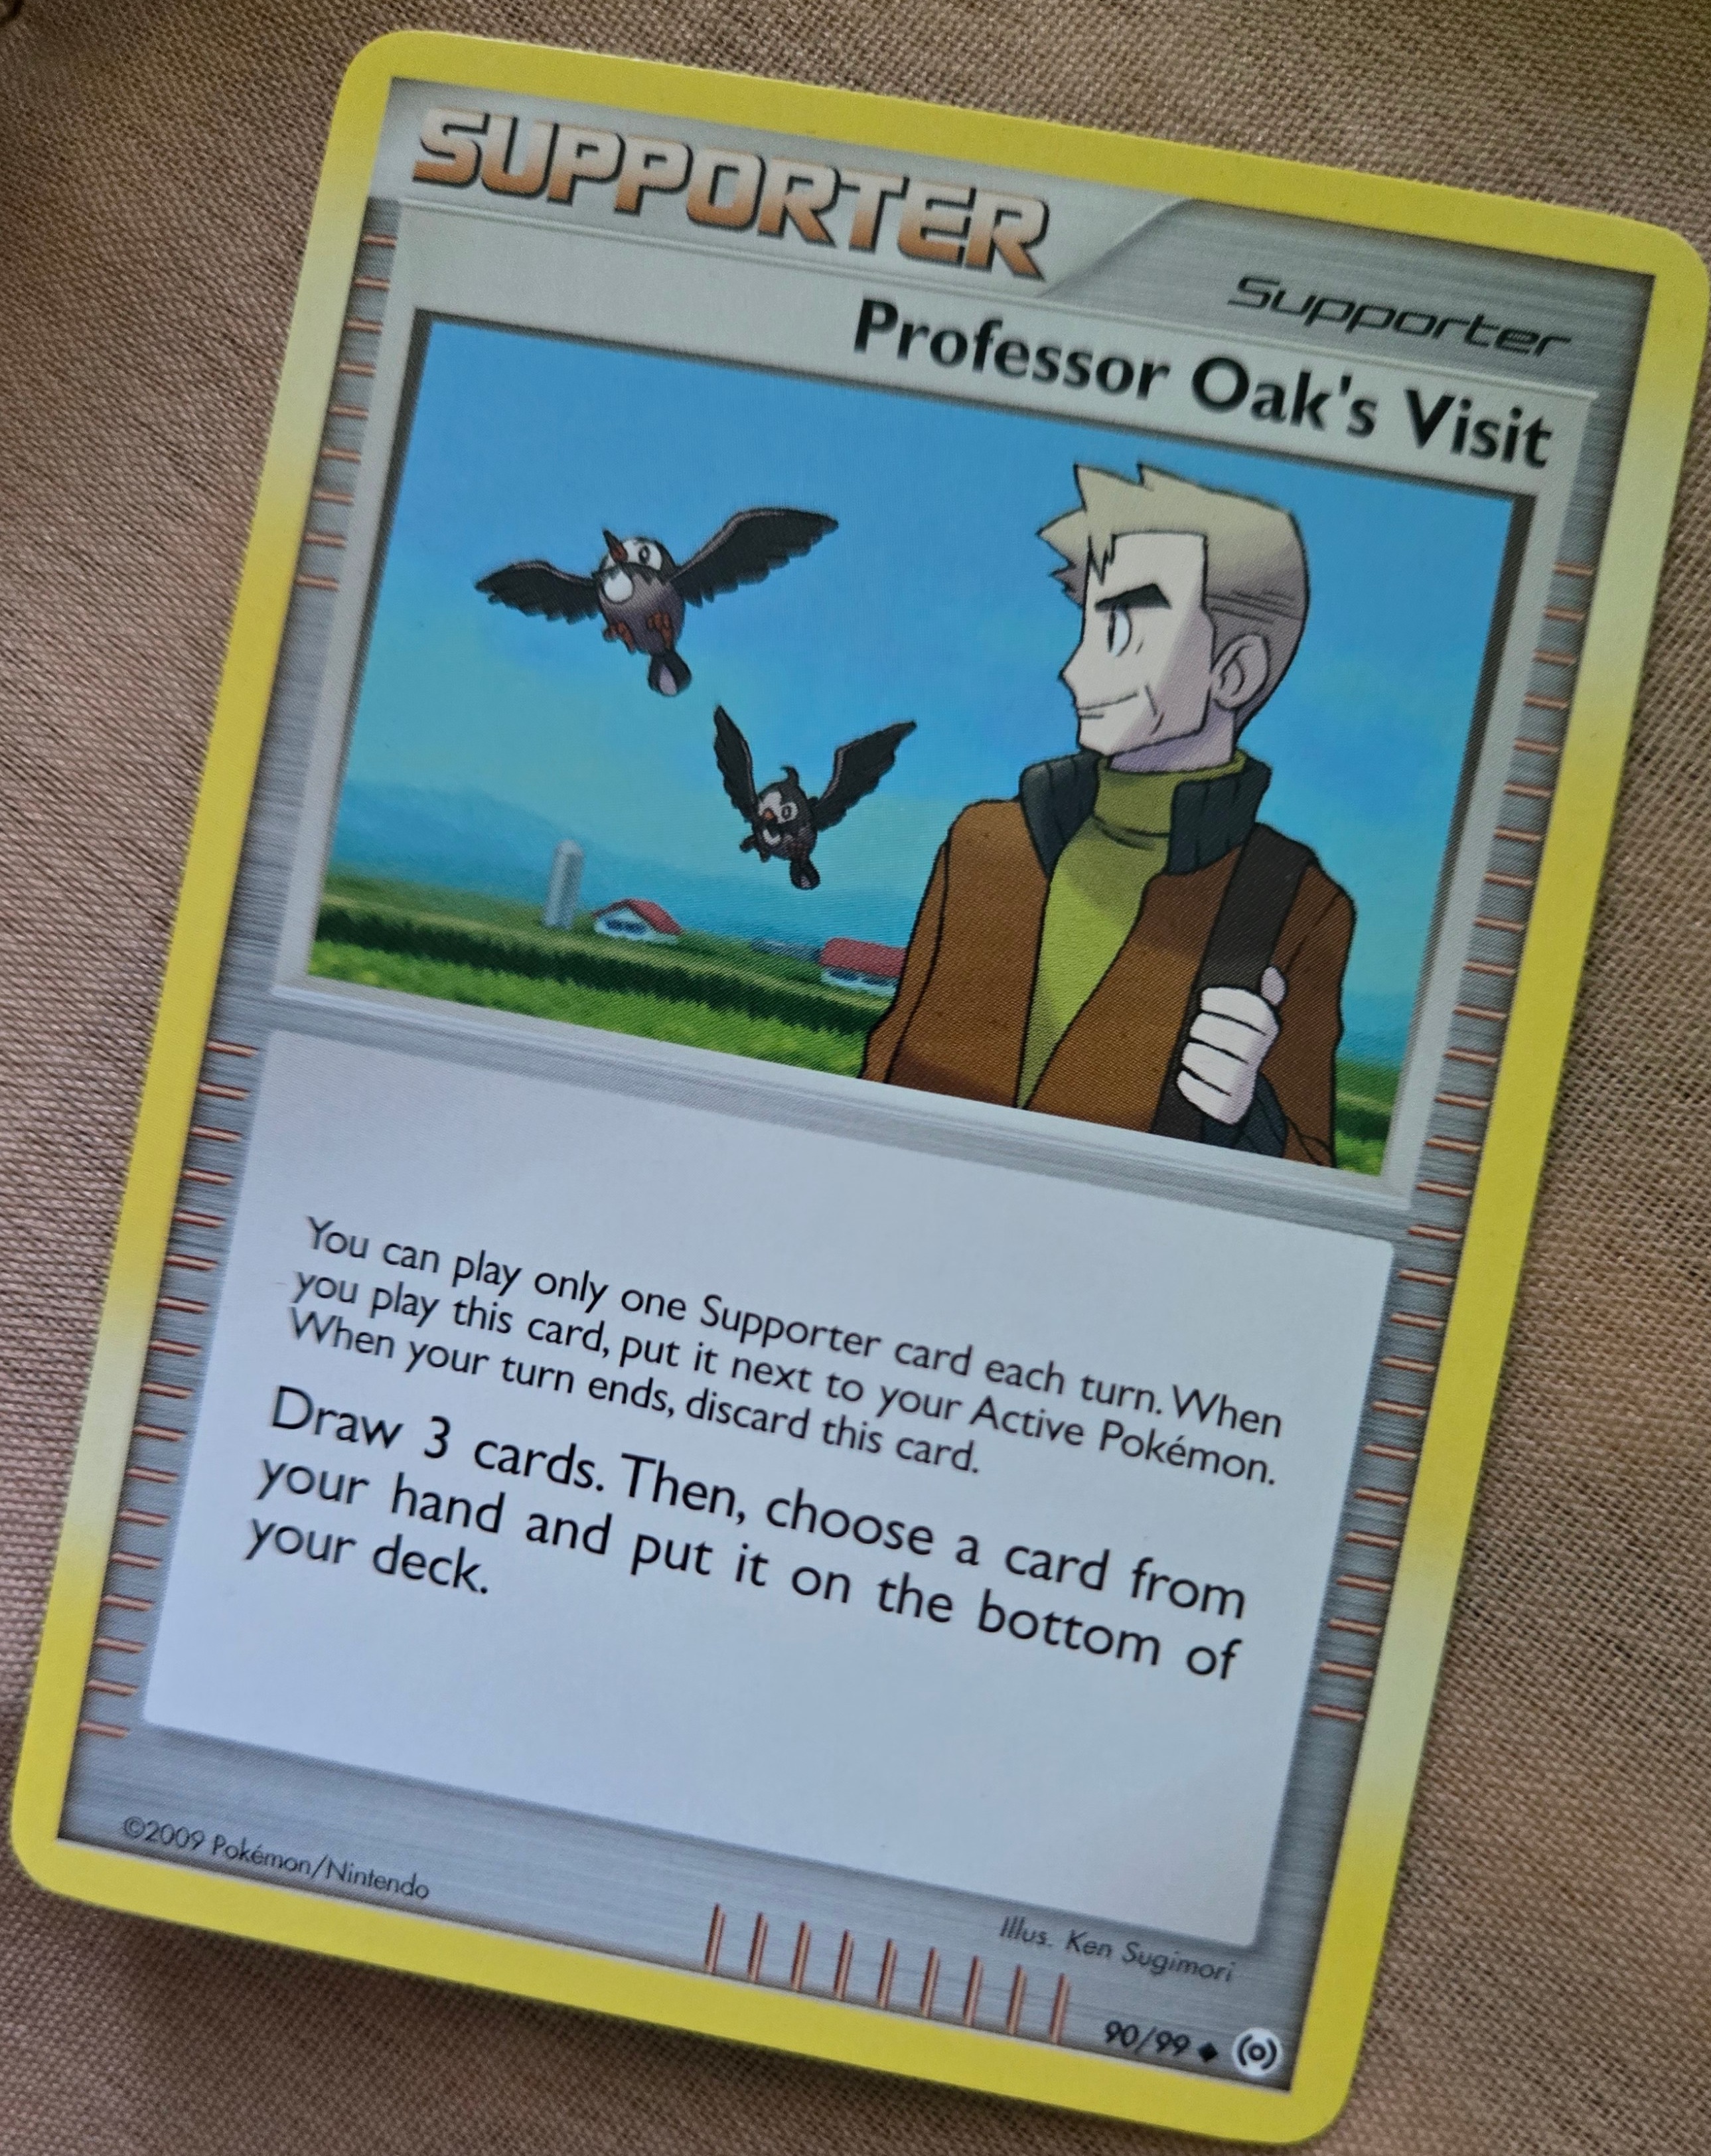 SUPPORTER
Supporter
Professor Oak's Visit
You can play only one Supporter card each turn. When
you play this card, put it next to your Active Pokémon.
When your turn ends, discard this card.
Draw 3 cards. Then, choose a card from
your hand and put it on the bottom of
your deck.
©2009 Pokémon/Nintendo
Illus. Ken Sugimori
90/99